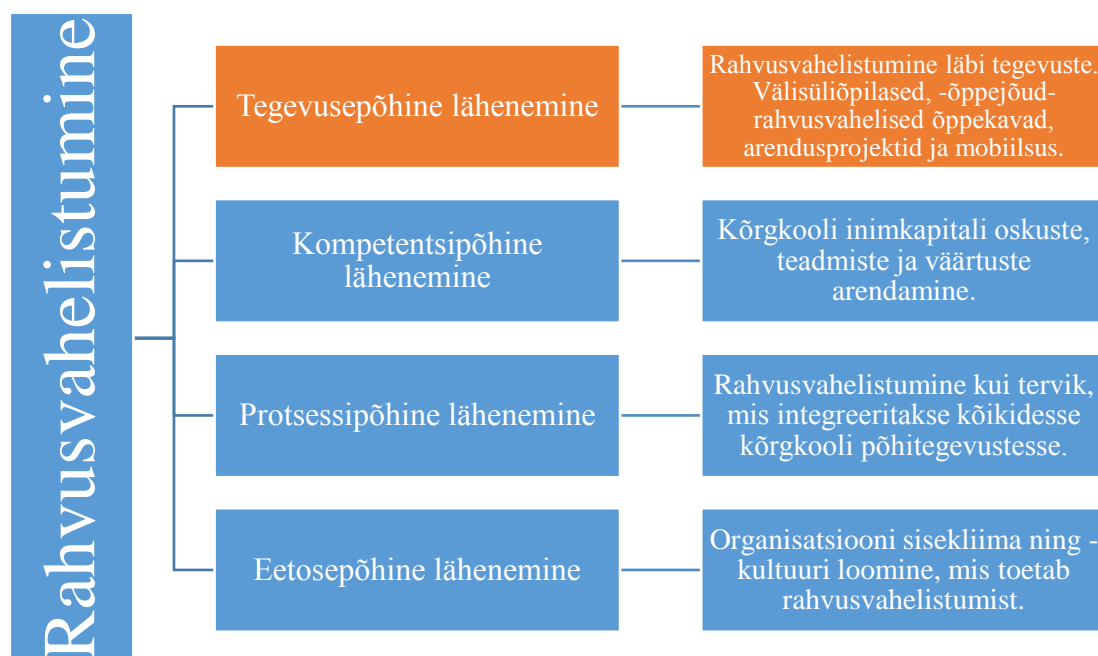 Rahvusvahelistumine
Tegevusepõhine lähenemine
Rahvusvahelistumine läbi tegevuste.
Välisüliõpilased, -õppejõud-
rahvusvahelised õppekavad,
arendusprojektid ja mobiilsus.
Kompetentsipõhine
lähenemine
Kõrgkooli inimkapitali oskuste,
teadmiste ja väärtuste
arendamine.
Protsessipõhine lähenemine
Rahvusvahelistumine kui tervik,
mis integreeritakse kõikidesse
kõrgkooli põhitegevustesse.
Eetosepõhine lähenemine
Organisatsiooni sisekliima ning -
kultuuri loomine, mis toetab
rahvusvahelistumist.